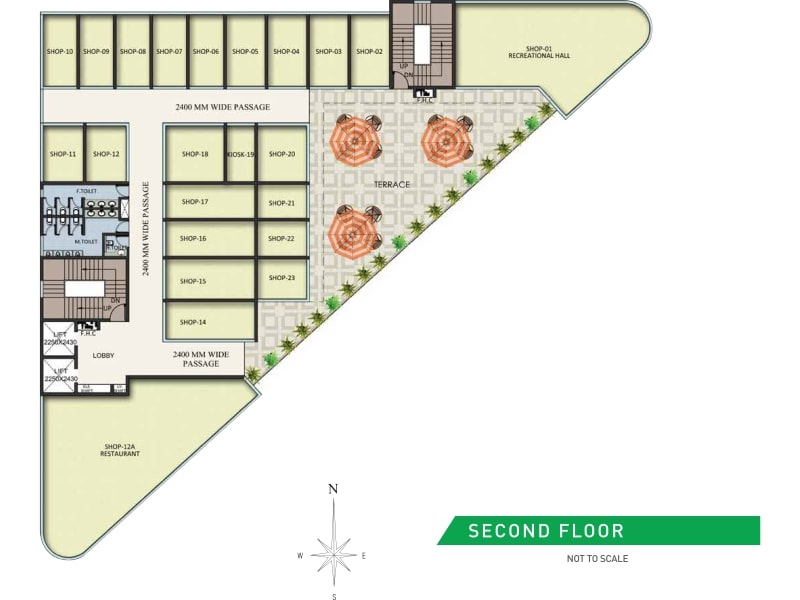 SHOP-10
SHOP-09
SHOP-08
SHOP-07
SHOP-06
SHOP-05
SHOP-04
SHOP-03
SHOP-02
UP
DN
SHOP-01
RECREATIONAL HALL
F.H.C
2400 MM WIDE PASSAGE
SHOP-11
SHOP-12
SHOP-18
KIOSK-19
SHOP-20
TERRACE
F.TOILET
SHOP-17
SHOP-21
2400 MM WIDE PASSAGE
M.TOILET
SHOP-16
SHOP-22
SHOP-15
SHOP-23
DN
UP
SHOP-14
F.H.C
LIFT
2250X2430
LOBBY
2400 MM WIDE
PASSAGE
LIFT
2250X2430
SHOP-12A
RESTAURANT
N
W
E
S
SECOND FLOOR
NOT TO SCALE